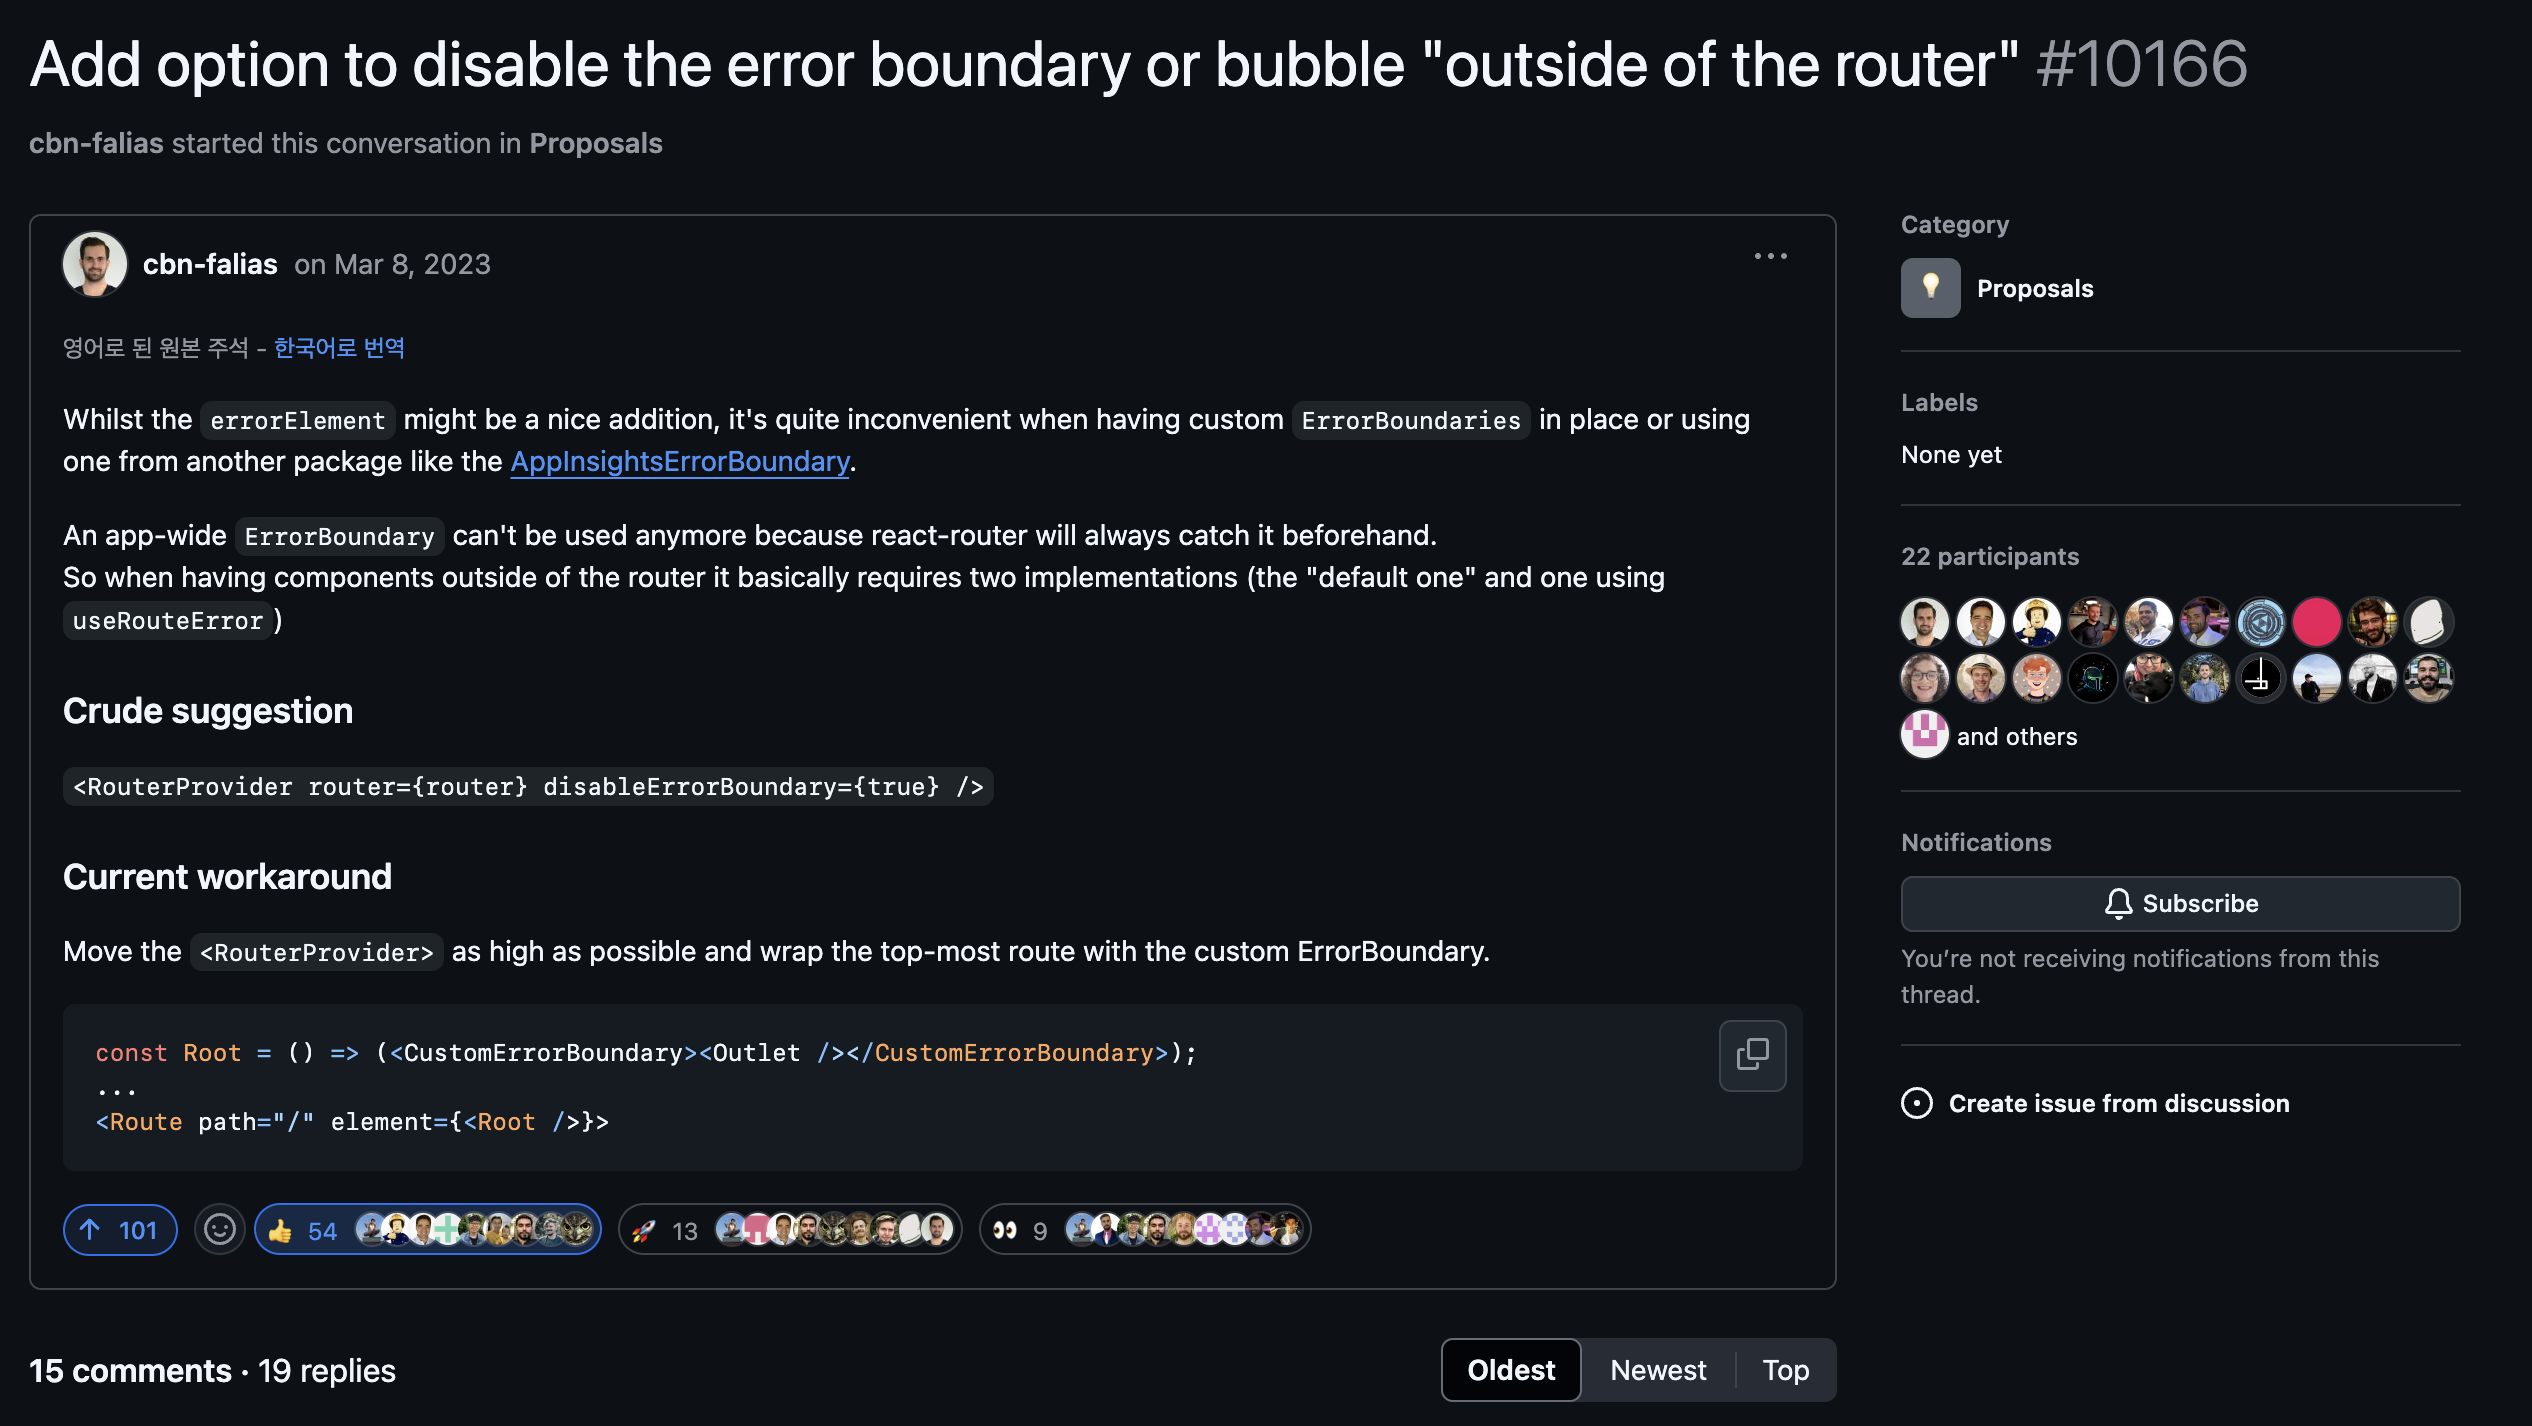 Add option to disable the error boundary or bubble "outside of the router" #10166
cbn-falias started this conversation in Proposals
cbn-falias on Mar 8, 2023
영어로 된 원본 주석 - 한국어로 번역
Whilst the errorElement might be a nice addition, it's quite inconvenient when having custom ErrorBoundaries in place or using
one from another package like the AppInsightsErrorBoundary.
An app-wide ErrorBoundary can't be used anymore because react-router will always catch it beforehand.
So when having components outside of the router it basically requires two implementations (the "default one" and one using
useRouteError)
Crude suggestion
<RouterProvider router={router} disableErrorBoundary={true} />
Current workaround
Move the <RouterProvider> as high as possible and wrap the top-most route with the custom ErrorBoundary.
const Root = () => (<CustomErrorBoundary><Outlet /></CustomErrorBoundary>);
...
<Route path="/" element={<Root />}>
101
54
13
9
15 comments · 19 replies
Oldest
Newest
Top
Category
Proposals
Labels
None yet
22 participants
and others
Notifications
Subscribe
You're not receiving notifications from this
thread.
Create issue from discussion